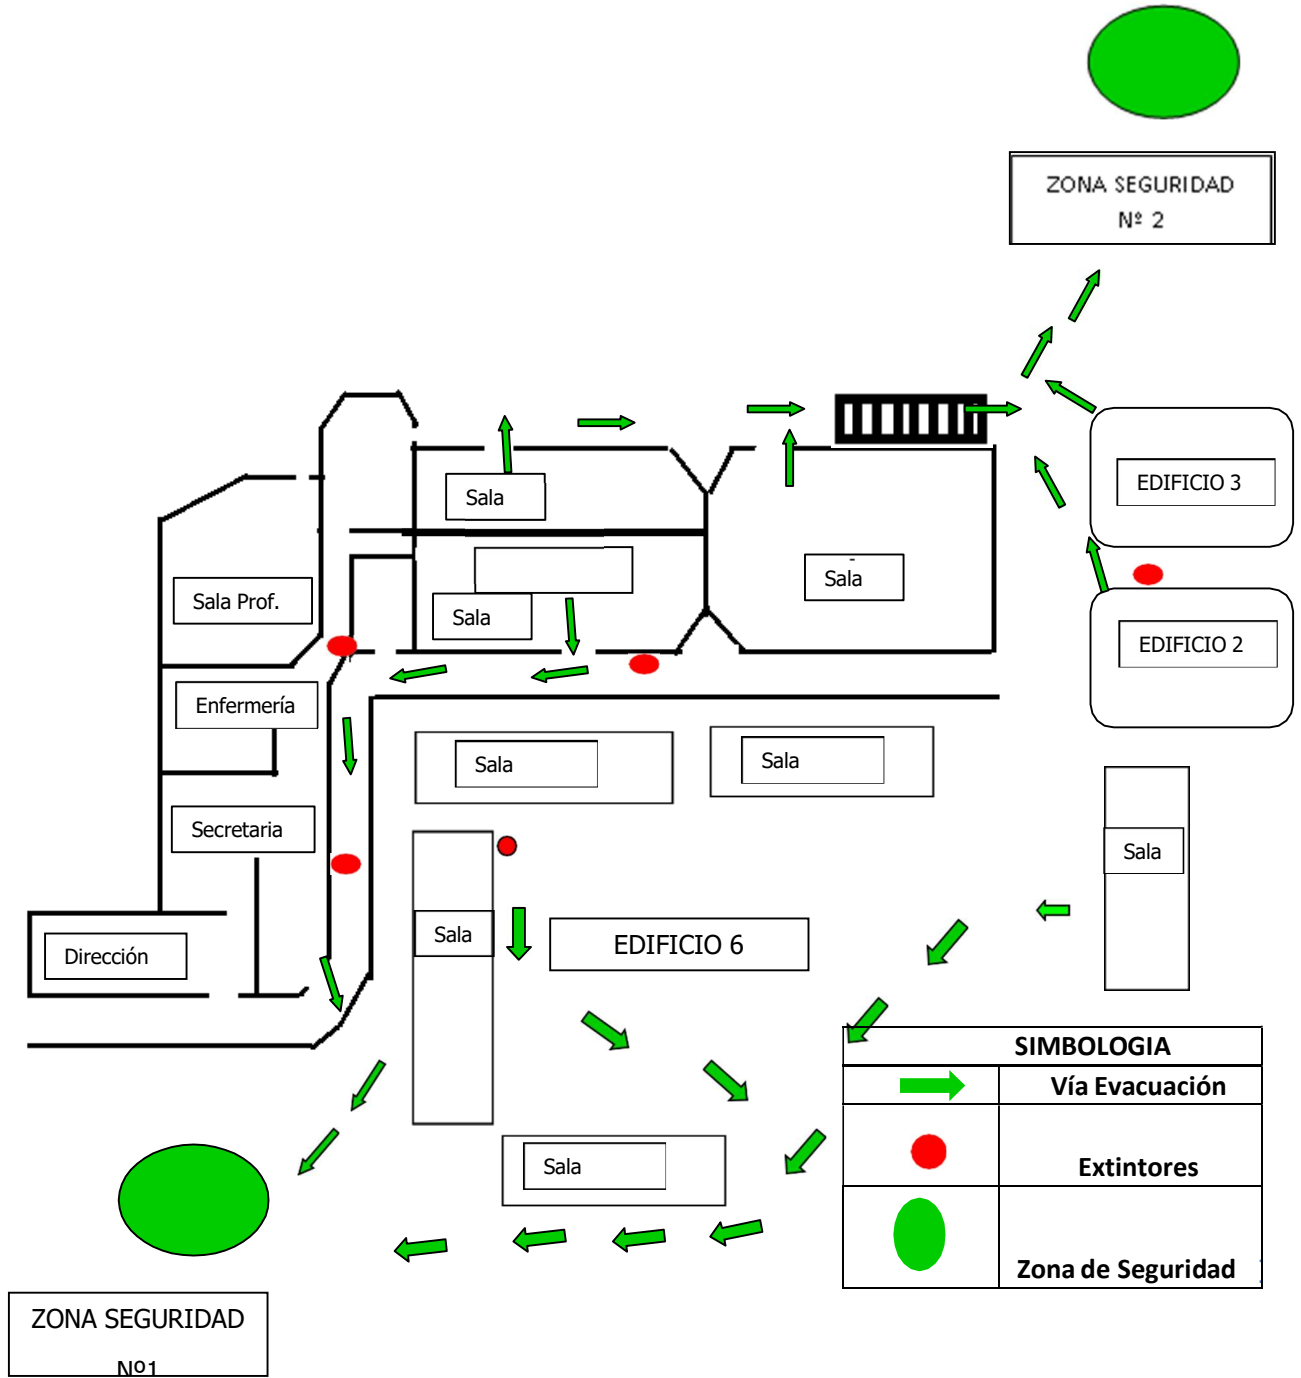 ZONA SEGURIDAD
Nº 2
EDIFICIO 3
Sala
Sala
Sala Prof.
Sala
EDIFICIO 2
Enfermería
Sala
Sala
Secretaria
Sala
Sala
EDIFICIO 6
Dirección
SIMBOLOGIA
Vía Evacuación
Extintores
Sala
Zona de Seguridad
ZONA SEGURIDAD
Nº1